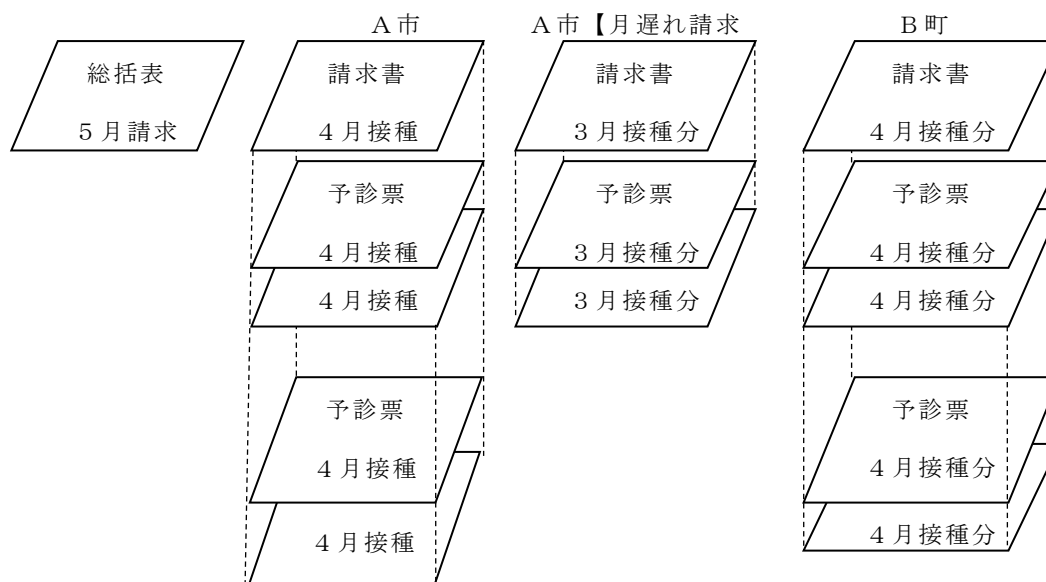 A市
A市【月遅れ請求
B町
総括表
5月請求
請求書
4月接種
予診票
4月接種
4月接種
予診票
4月接種
4月接種
請求書
3月接種分
予診票
3月接種分
3月接種分
請求書
4月接種分
予診票
4月接種分
4月接種分
予診票
4月接種分
4月接種分